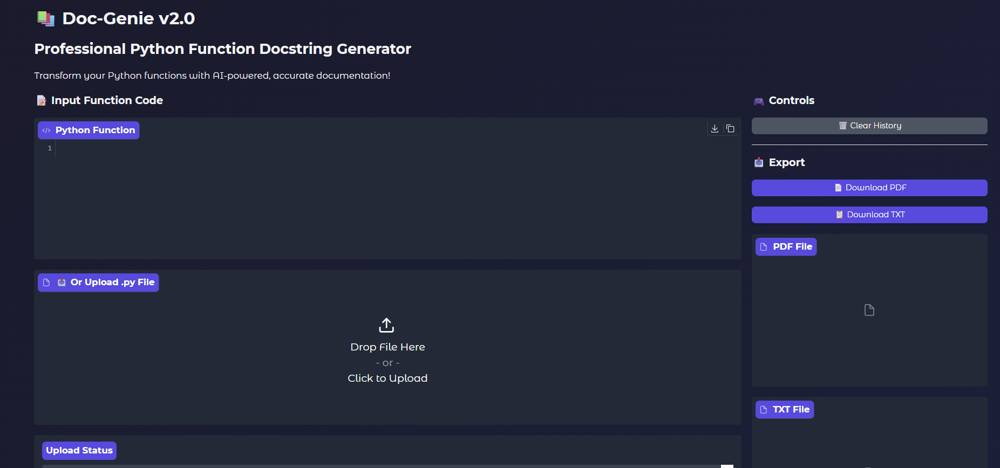 Doc-Genie v2.0
Professional Python Function Docstring Generator
Transform your Python functions with AI-powered, accurate documentation!
Input Function Code
Python Function
1
Or Upload .py File
Drop File Here
- or -
Click to Upload
Upload Status
Controls
Clear History
Export
Download PDF
Download TXT
PDF File
TXT File